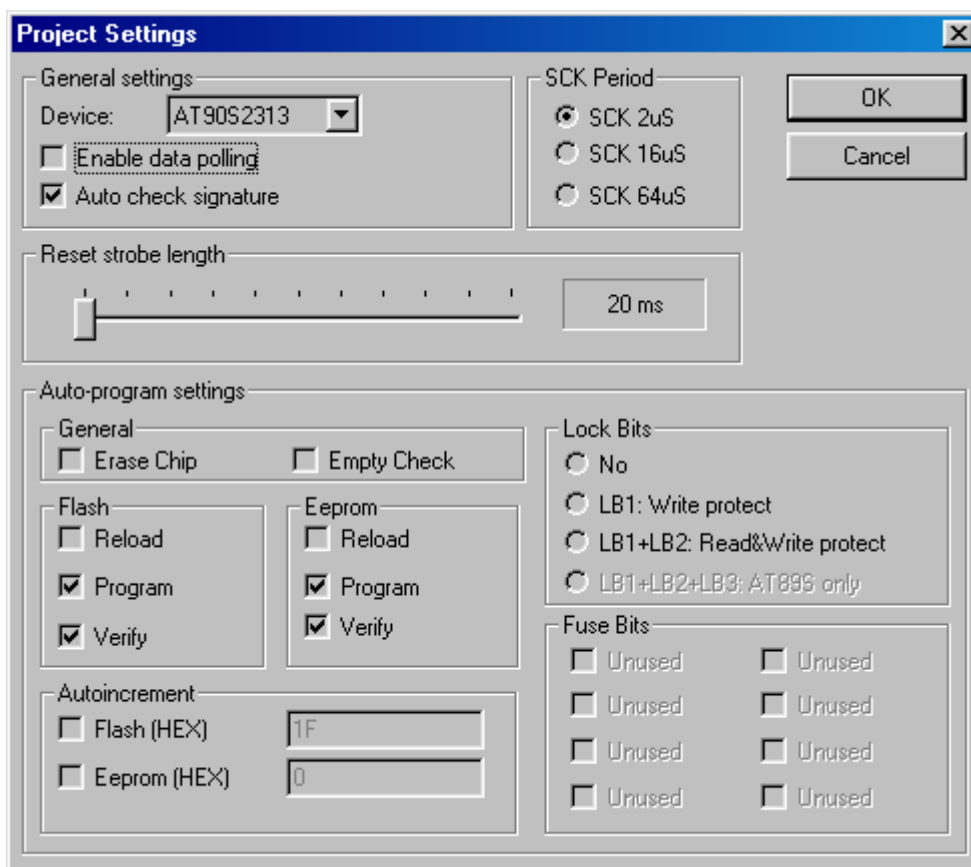 Project Settings
General settings
Device: AT90S2313
Enable data polling
Auto check signature
SCK Period
SCK 2uS
SCK 16uS
SCK 64uS
OK
Cancel
Reset strobe length
20 ms
Auto-program settings
General
Erase Chip Empty Check
Flash
Reload
Program
Verify
Eeprom
Reload
Program
Verify
Autoincrement
Flash (HEX) 1F
Eeprom (HEX) 0
Lock Bits
No
LB1: Write protect
LB1+LB2: Read&Write protect
LB1+LB2+LB3: AT89S only
Fuse Bits
Unused Unused
Unused Unused
Unused Unused
Unused Unused